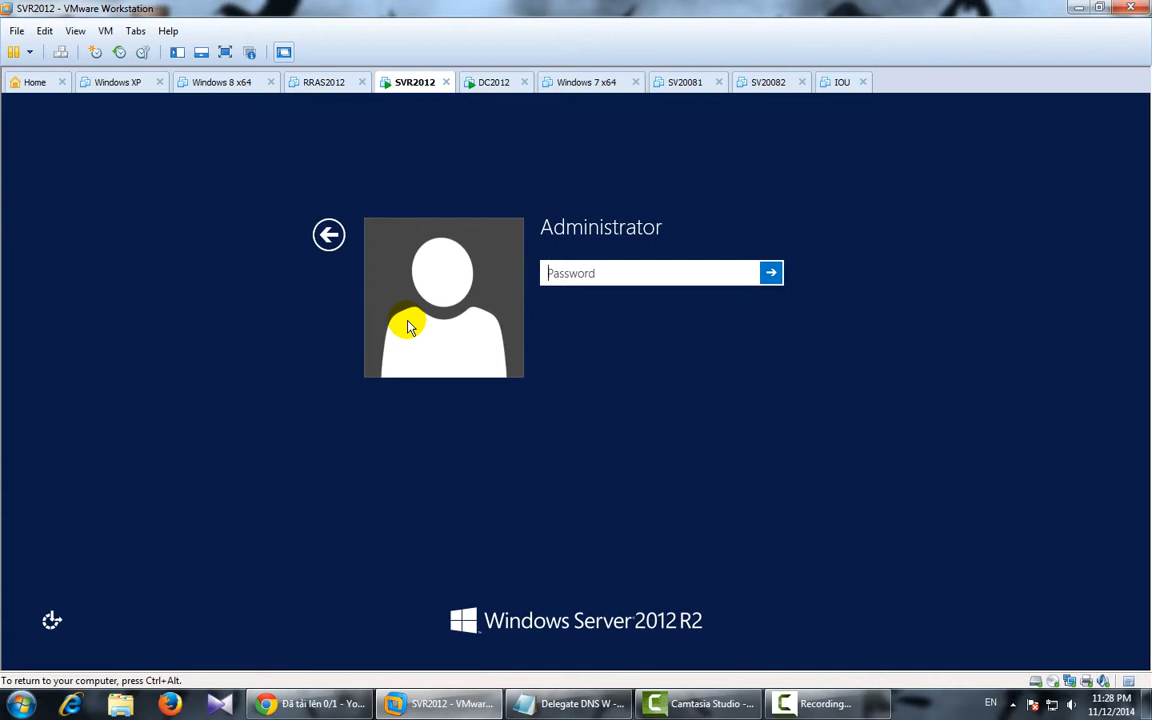 SVR2012 - VMware Workstation
File Edit View VM Tabs Help
Home Windows XP Windows 8 x64 RRAS2012 SVR2012 DC2012 Windows 7 x64 SV20081 SV20082 IOU
Administrator
Password
Windows Server 2012 R2
To return to your computer, press Ctrl+Alt.
Đã tải lên 0/1 - Yo... SVR2012 - VMwar... Delegate DNS W -... Camtasia Studio -... Recording... EN 11:28 PM
11/12/2014